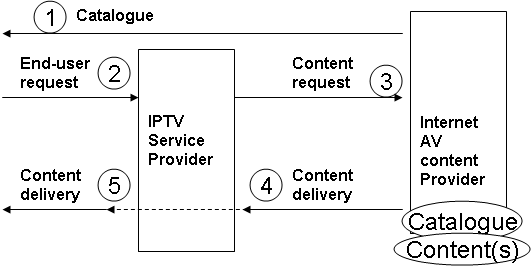 1 Catalogue
End-user
request
2
Content
request
3
IPTV
Service
Provider
Internet
AV
content
Provider
Content
delivery
5
4
Content
delivery
Catalogue
Content(s)